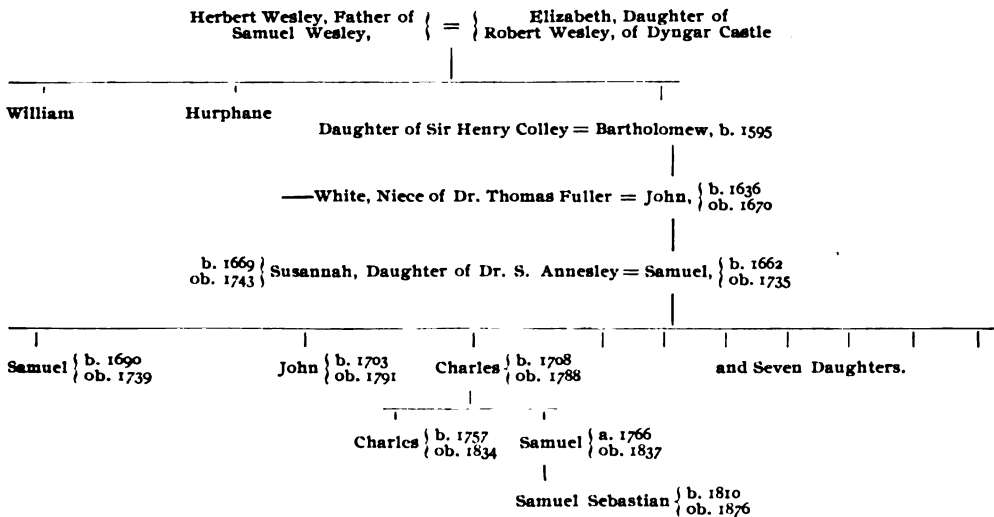 Herbert Wesley, Father of Samuel Wesley, { = { Elizabeth, Daughter of Robert Wesley, of Dyngar Castle
William
Hurphane
Daughter of Sir Henry Colley = Bartholomew, b. 1595
—White, Niece of Dr. Thomas Fuller = John, { b. 1636 ob. 1670
b. 1669 ob. 1743 } Susannah, Daughter of Dr. S. Annesley = Samuel, { b. 1662 ob. 1735
Samuel { b. 1690 ob. 1739
John { b. 1703 ob. 1791
Charles { b. 1708 ob. 1788
and Seven Daughters.
Charles { b. 1757 ob. 1834
Samuel { a. 1766 ob. 1837
Samuel Sebastian { b. 1810 ob. 1876